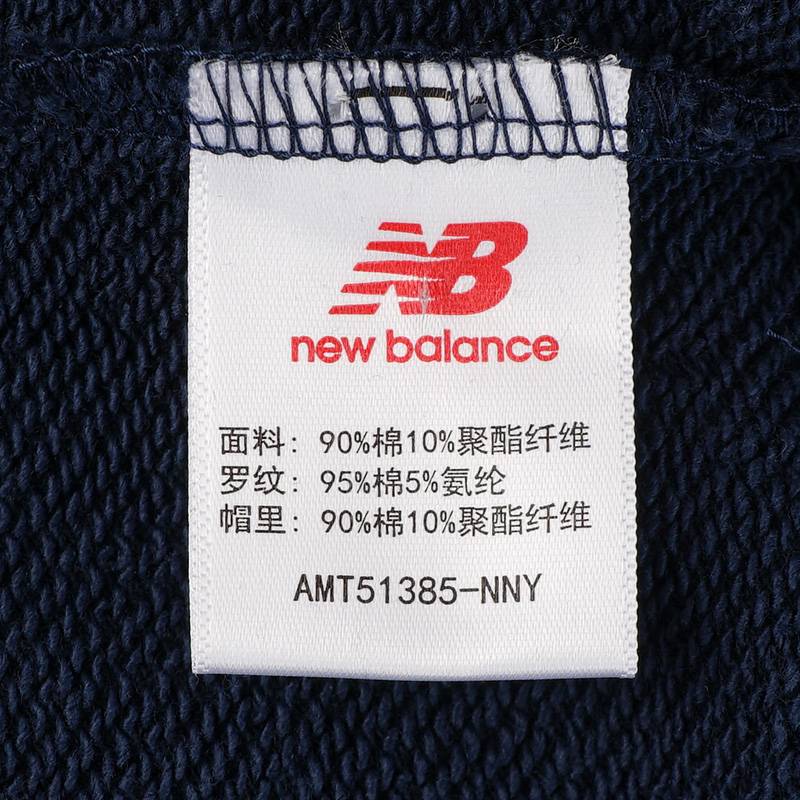 NB
new balance
面料: 90%棉10%聚酯纤维
罗纹: 95%棉5%氨纶
帽里: 90%棉10%聚酯纤维
AMT51385-NNY